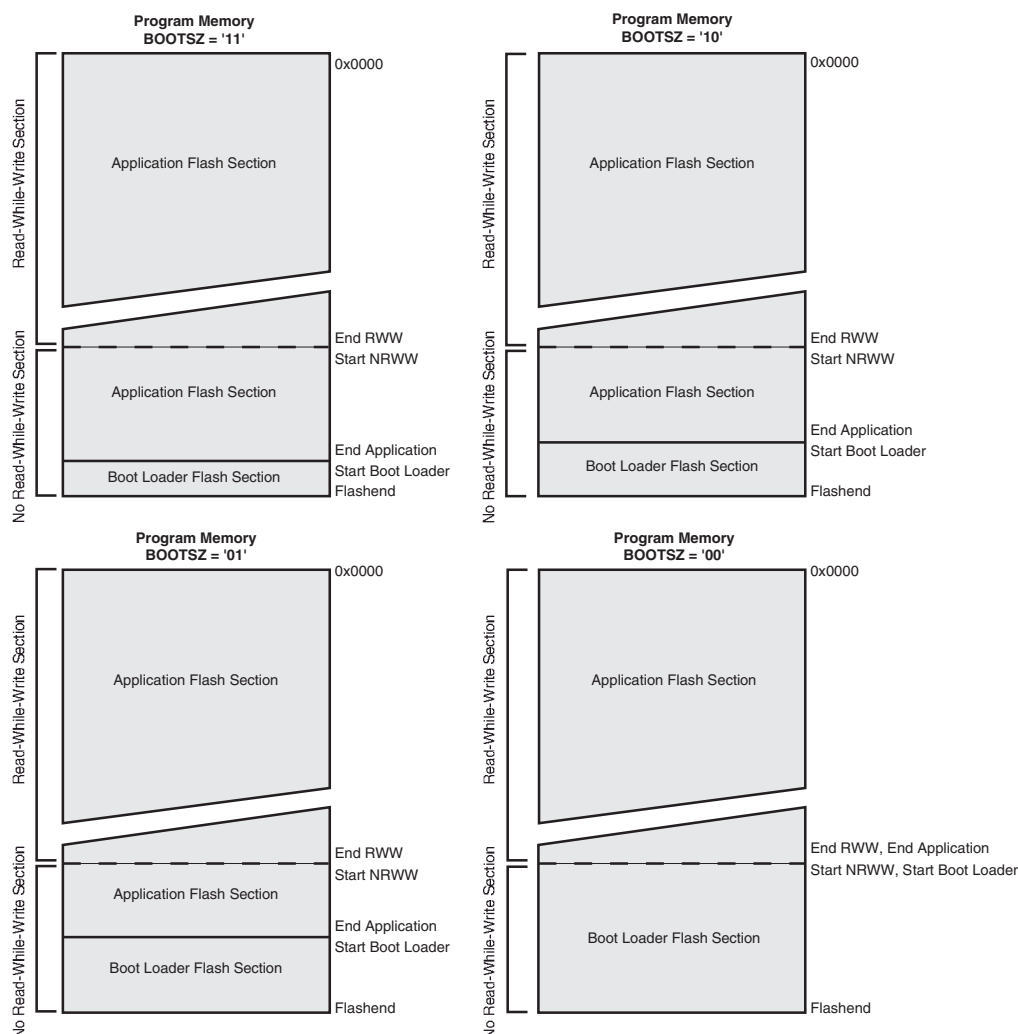 Program Memory
BOOTSZ = '11'
0x0000
Read-While-Write Section
Application Flash Section
End RWW
Start NRWW
No Read-While-Write Section
Application Flash Section
End Application
Start Boot Loader
Boot Loader Flash Section
Flashend
Program Memory
BOOTSZ = '10'
0x0000
Read-While-Write Section
Application Flash Section
End RWW
Start NRWW
No Read-While-Write Section
Application Flash Section
End Application
Start Boot Loader
Boot Loader Flash Section
Flashend
Program Memory
BOOTSZ = '01'
0x0000
Read-While-Write Section
Application Flash Section
End RWW
Start NRWW
No Read-While-Write Section
Application Flash Section
End Application
Start Boot Loader
Boot Loader Flash Section
Flashend
Program Memory
BOOTSZ = '00'
0x0000
Read-While-Write Section
Application Flash Section
End RWW, End Application
Start NRWW, Start Boot Loader
No Read-While-Write Section
Boot Loader Flash Section
Flashend